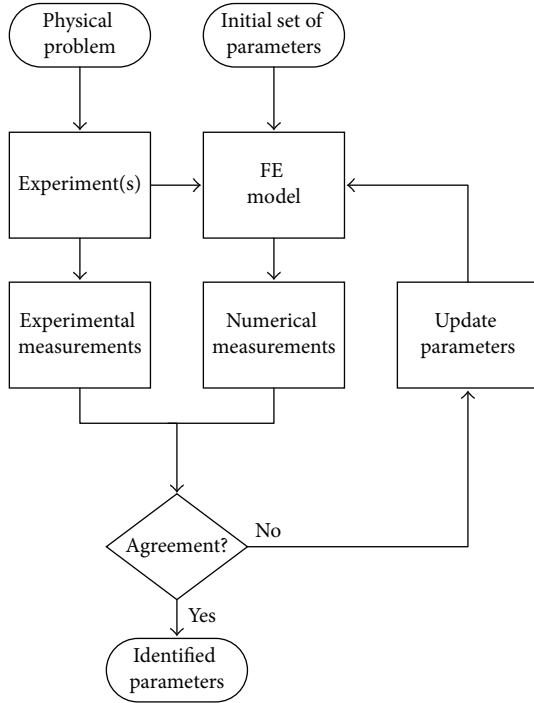 Physical
problem
Initial set of
parameters
Experiment(s)
FE
model
Experimental
measurements
Numerical
measurements
Update
parameters
Agreement?
No
Yes
Identified
parameters